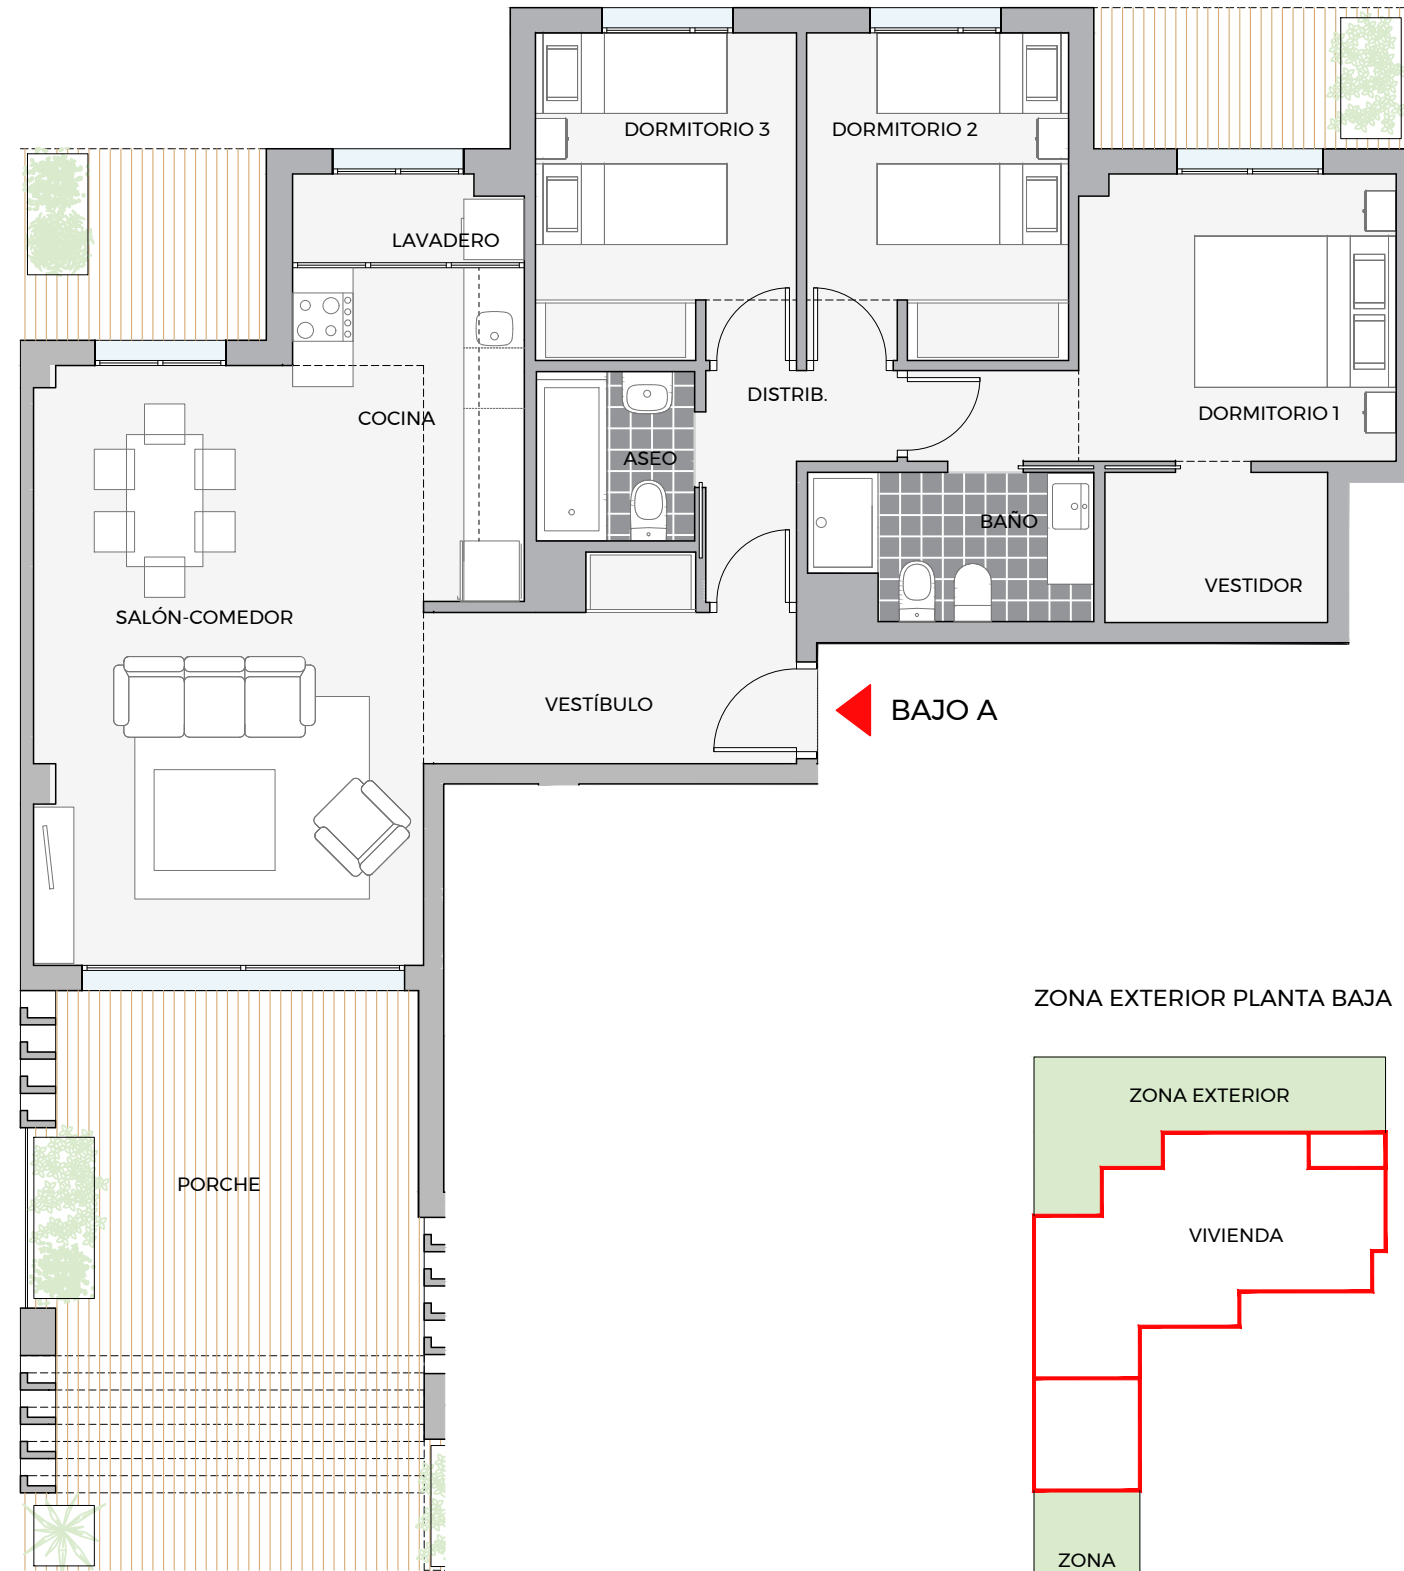 DORMITORIO 3
DORMITORIO 2
LAVADERO
DISTRIB.
DORMITORIO 1
COCINA
ASEO
BAÑO
VESTIDOR
SALÓN-COMEDOR
VESTÍBULO
BAJO A
ZONA EXTERIOR PLANTA BAJA
ZONA EXTERIOR
PORCHE
VIVIENDA
ZONA